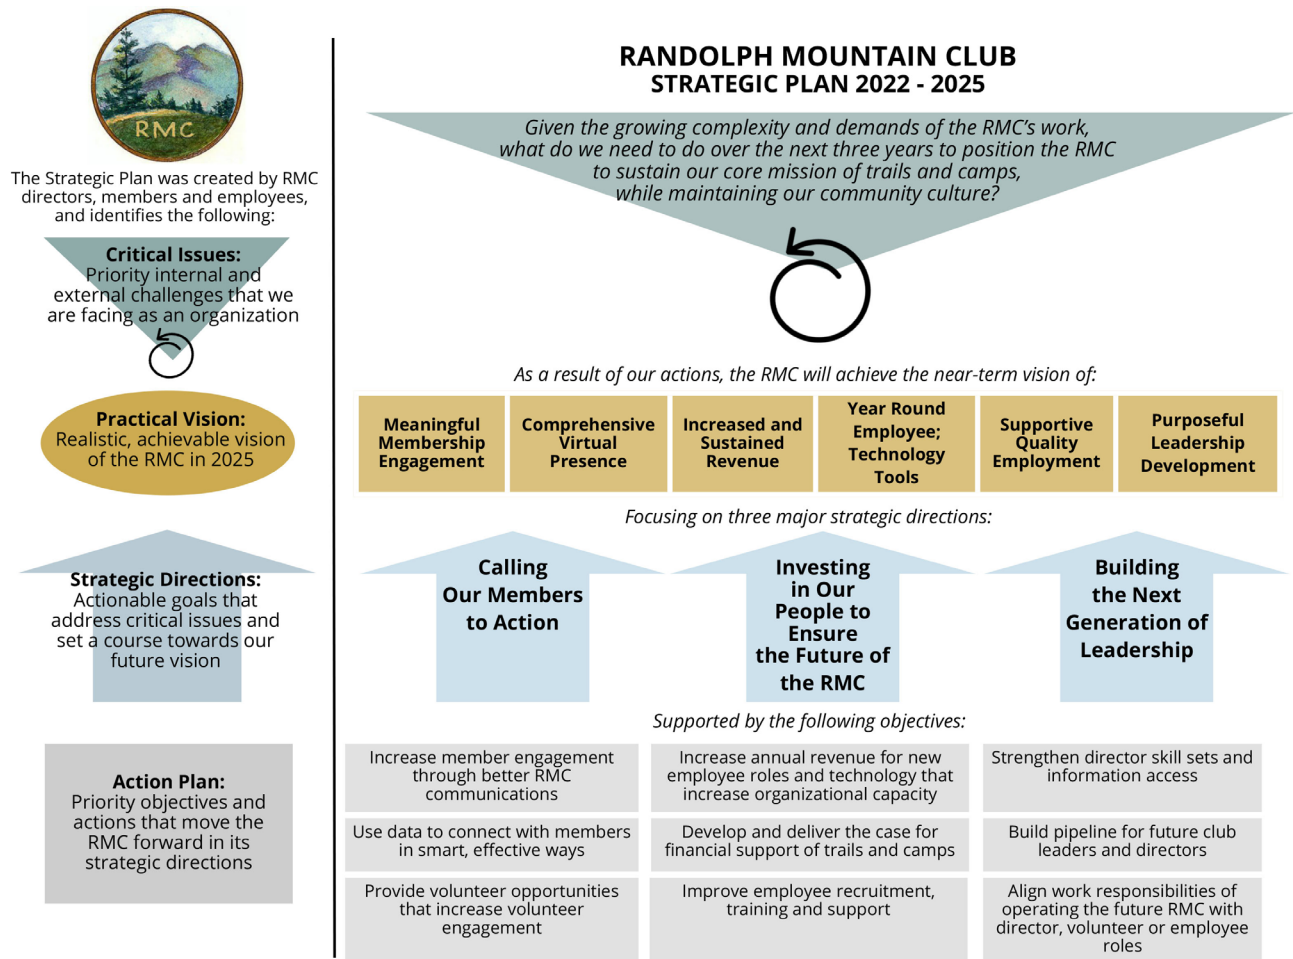 RMC
The Strategic Plan was created by RMC
directors, members and employees,
and identifies the following:
Critical Issues:
Priority internal and
external challenges that we
are facing as an organization
Practical Vision:
Realistic, achievable vision
of the RMC in 2025
Strategic Directions:
Actionable goals that
address critical issues and
set a course towards our
future vision
Action Plan:
Priority objectives and
actions that move the
RMC forward in its
strategic directions
RANDOLPH MOUNTAIN CLUB
STRATEGIC PLAN 2022 - 2025
Given the growing complexity and demands of the RMC's work,
what do we need to do over the next three years to position the RMC
to sustain our core mission of trails and camps,
while maintaining our community culture?
As a result of our actions, the RMC will achieve the near-term vision of:
Meaningful
Membership
Engagement
Comprehensive
Virtual
Presence
Increased and
Sustained
Revenue
Year Round
Employee;
Technology
Tools
Supportive
Quality
Employment
Purposeful
Leadership
Development
Focusing on three major strategic directions:
Calling
Our Members
to Action
Investing
in Our
People to
Ensure
the Future of
the RMC
Building
the Next
Generation of
Leadership
Supported by the following objectives:
Increase member engagement
through better RMC
communications
Increase annual revenue for new
employee roles and technology that
increase organizational capacity
Strengthen director skill sets and
information access
Use data to connect with members
in smart, effective ways
Develop and deliver the case for
financial support of trails and camps
Build pipeline for future club
leaders and directors
Provide volunteer opportunities
that increase volunteer
engagement
Improve employee recruitment,
training and support
Align work responsibilities of
operating the future RMC with
director, volunteer or employee
roles